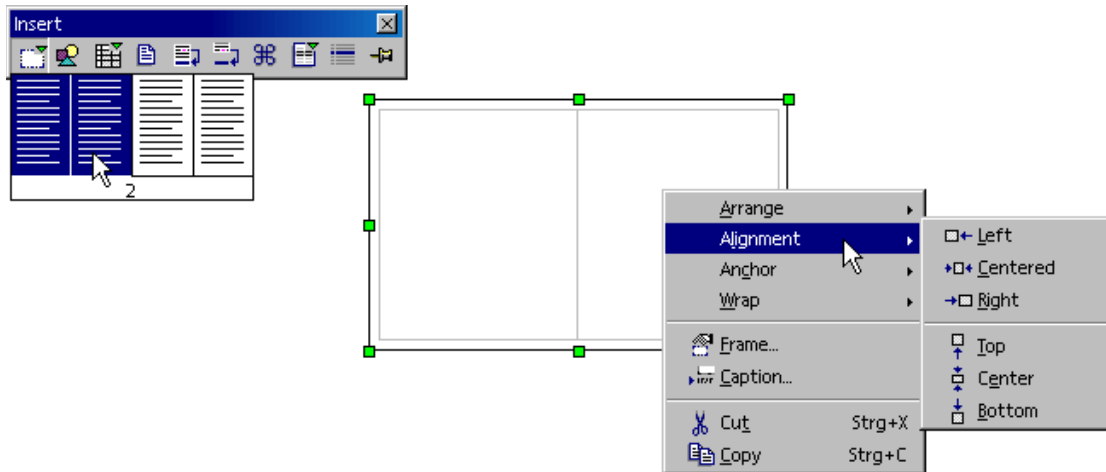 Insert
2
Arrange
Alignment
Anchor
Wrap
Frame...
Caption...
Cut Strg+X
Copy Strg+C
Left
Centered
Right
Top
Center
Bottom